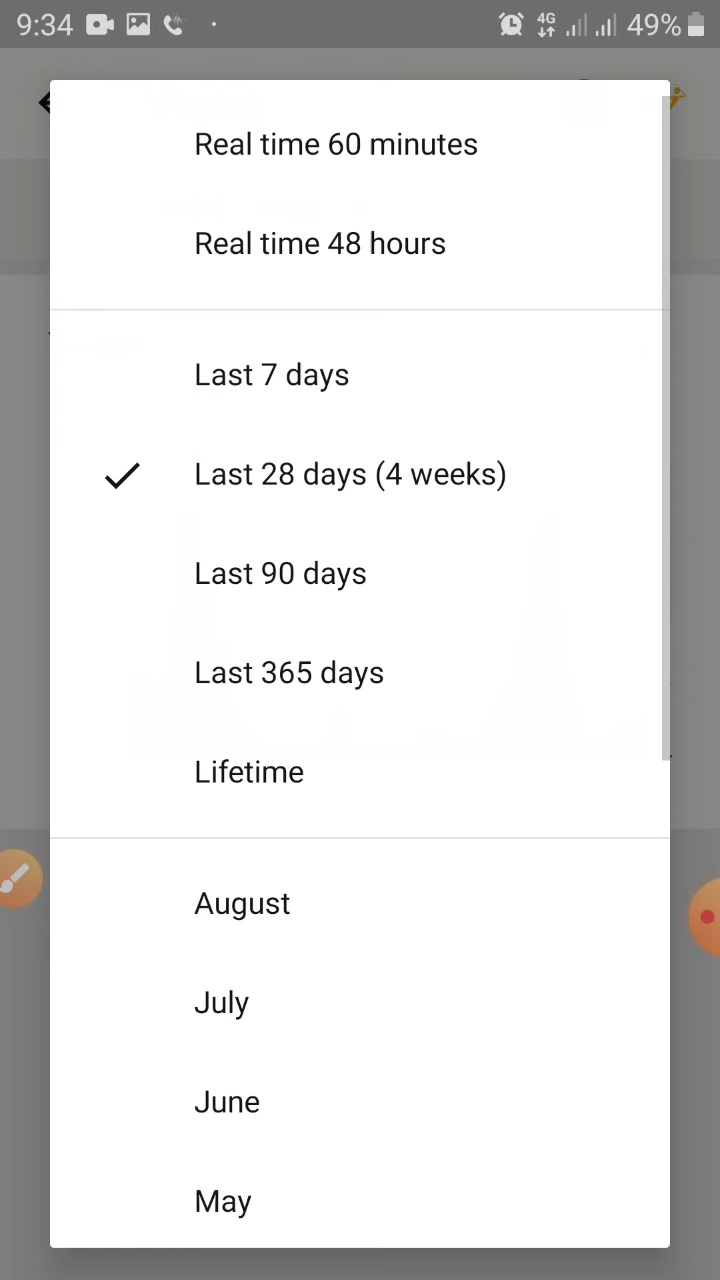 9:34 4G 49%
Real time 60 minutes
Real time 48 hours
Last 7 days
Last 28 days (4 weeks)
Last 90 days
Last 365 days
Lifetime
August
July
June
May